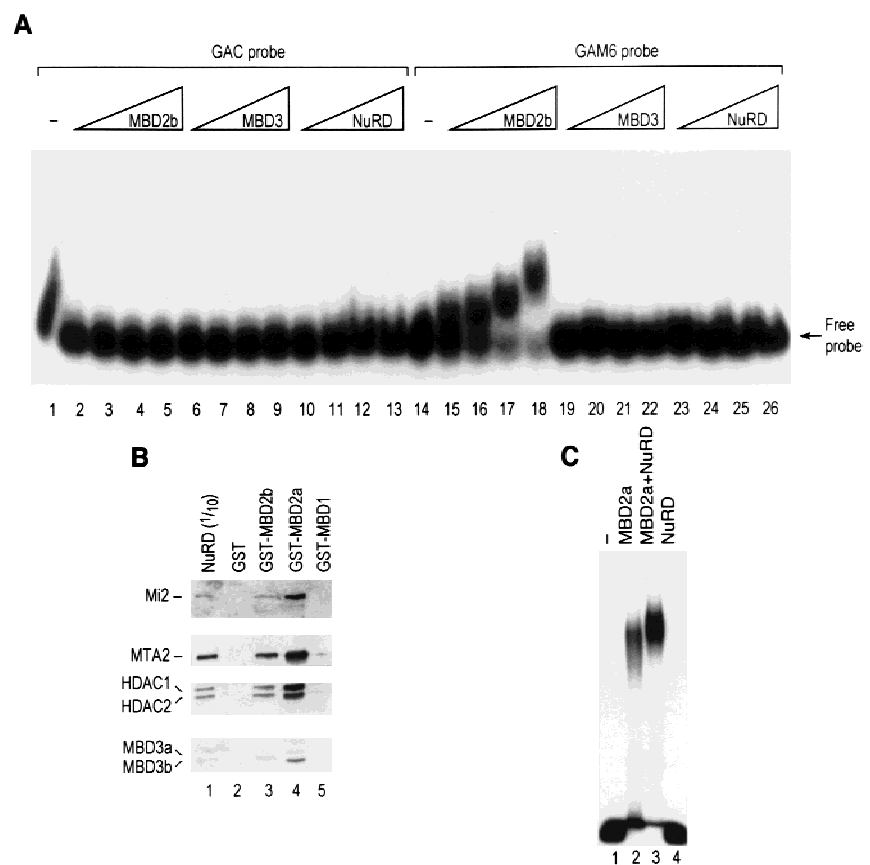 A
GAC probe GAM6 probe
– MBD2b MBD3 NuRD – MBD2b MBD3 NuRD
Free
probe
1 2 3 4 5 6 7 8 9 10 11 12 13 14 15 16 17 18 19 20 21 22 23 24 25 26
B
NuRD (1/10)
GST
GST-MBD2b
GST-MBD2a
GST-MBD1
Mi2 –
MTA2 –
HDAC1
HDAC2
MBD3a
MBD3b
1 2 3 4 5
C
–
MBD2a
MBD2a+NuRD
NuRD
1 2 3 4